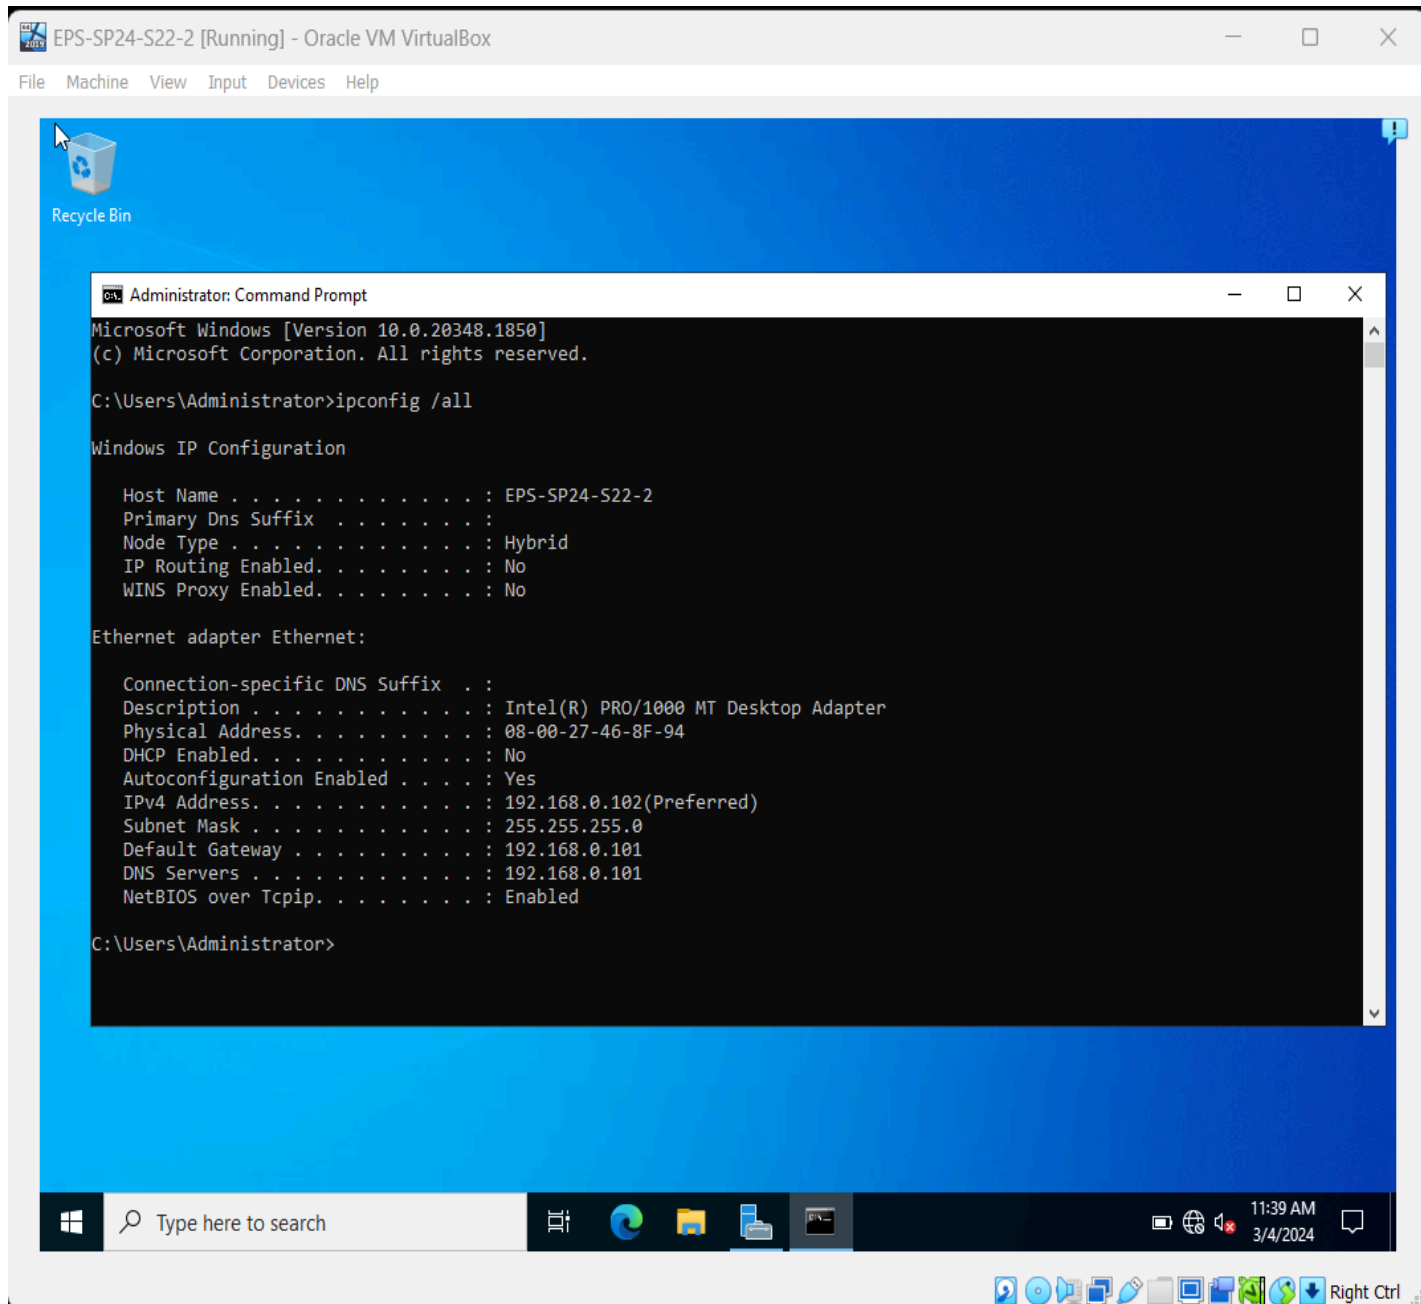 EPS-SP24-S22-2 [Running] - Oracle VM VirtualBox
File Machine View Input Devices Help
Recycle Bin
Administrator: Command Prompt
Microsoft Windows [Version 10.0.20348.1850]
(c) Microsoft Corporation. All rights reserved.
C:\Users\Administrator>ipconfig /all
Windows IP Configuration
Host Name . . . . . . . . . . . . : EPS-SP24-S22-2
Primary Dns Suffix  . . . . . . . :
Node Type . . . . . . . . . . . . : Hybrid
IP Routing Enabled. . . . . . . . : No
WINS Proxy Enabled. . . . . . . . : No
Ethernet adapter Ethernet:
Connection-specific DNS Suffix  . :
Description . . . . . . . . . . . : Intel(R) PRO/1000 MT Desktop Adapter
Physical Address. . . . . . . . . : 08-00-27-46-8F-94
DHCP Enabled. . . . . . . . . . . : No
Autoconfiguration Enabled . . . . : Yes
IPv4 Address. . . . . . . . . . . : 192.168.0.102(Preferred)
Subnet Mask . . . . . . . . . . . : 255.255.255.0
Default Gateway . . . . . . . . . : 192.168.0.101
DNS Servers . . . . . . . . . . . : 192.168.0.101
NetBIOS over Tcpip. . . . . . . . : Enabled
C:\Users\Administrator>
Type here to search
11:39 AM
3/4/2024
Right Ctrl